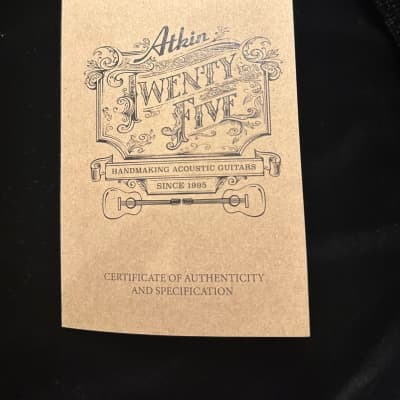 Atkin
TWENTY
FIVE
HANDMAKING ACOUSTIC GUITARS
SINCE 1995
CERTIFICATE OF AUTHENTICITY
AND SPECIFICATION